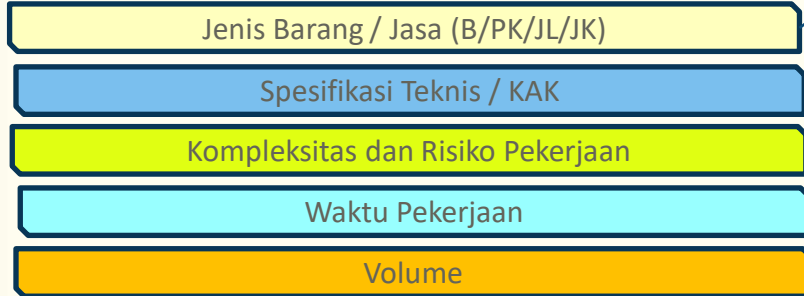 Jenis Barang / Jasa (B/PK/JL/JK)
Spesifikasi Teknis / KAK
Kompleksitas dan Risiko Pekerjaan
Waktu Pekerjaan
Volume